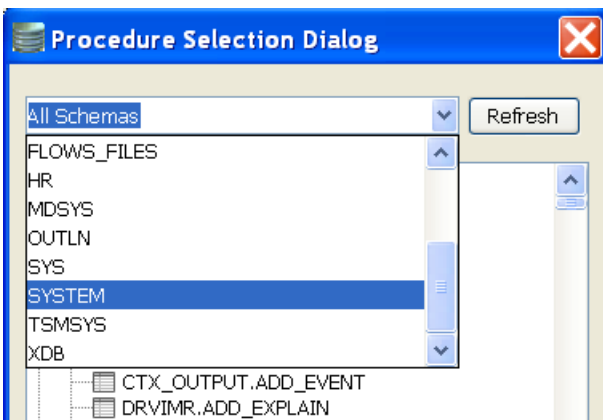 Procedure Selection Dialog
All Schemas
Refresh
FLOWS_FILES
HR
MDSYS
OUTLN
SYS
SYSTEM
TSMSYS
XDB
CTX_OUTPUT.ADD_EVENT
DRVIMR.ADD_EXPLAIN